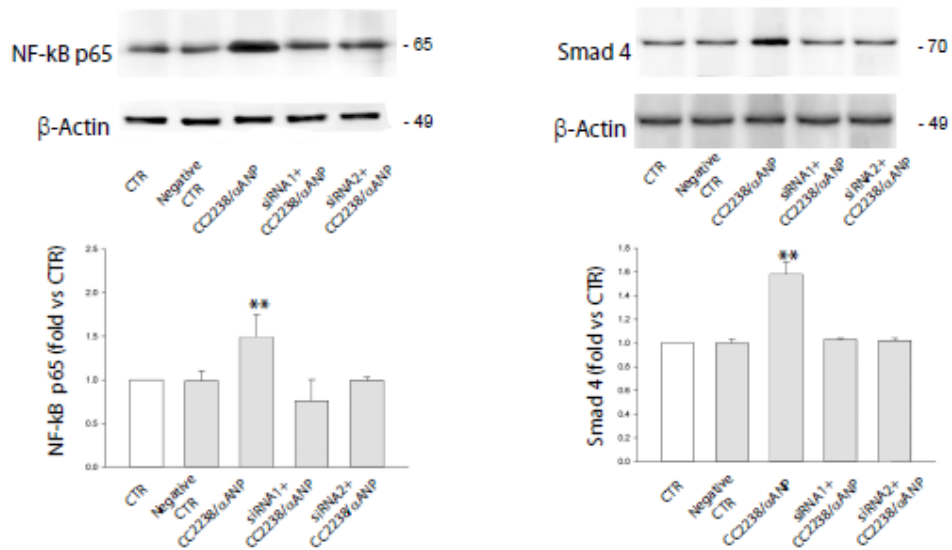 NF-kB p65
- 65
β-Actin
- 49
CTR
Negative
CTR
CC2238/αANP
siRNA1+
CC2238/αANP
siRNA2+
CC2238/αANP
NF-kB p65 (fold vs CTR)
2.5
2.0
1.5
1.0
0.5
0.0
**
CTR
Negative
CTR
CC2238/αANP
siRNA1+
CC2238/αANP
siRNA2+
CC2238/αANP
Smad 4
- 70
β-Actin
- 49
CTR
Negative
CTR
CC2238/αANP
siRNA1+
CC2238/αANP
siRNA2+
CC2238/αANP
Smad 4 (fold vs CTR)
1.8
1.6
1.4
1.2
1.0
0.8
0.6
0.4
0.2
0.0
**
CTR
Negative
CTR
CC2238/αANP
siRNA1+
CC2238/αANP
siRNA2+
CC2238/αANP